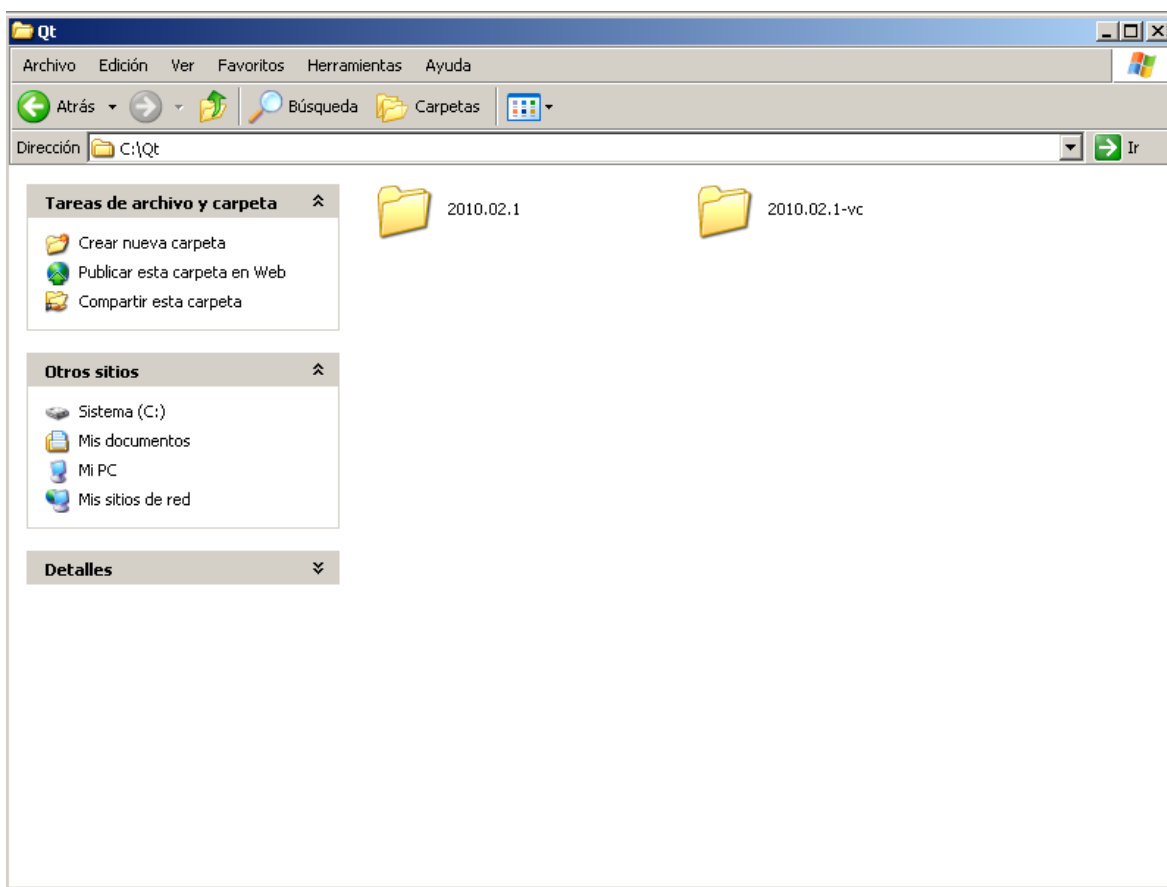 Qt
Archivo Edición Ver Favoritos Herramientas Ayuda
Atrás Búsqueda Carpetas
Dirección C:\Qt Ir
Tareas de archivo y carpeta
Crear nueva carpeta
Publicar esta carpeta en Web
Compartir esta carpeta
Otros sitios
Sistema (C:)
Mis documentos
Mi PC
Mis sitios de red
Detalles
2010.02.1
2010.02.1-vc